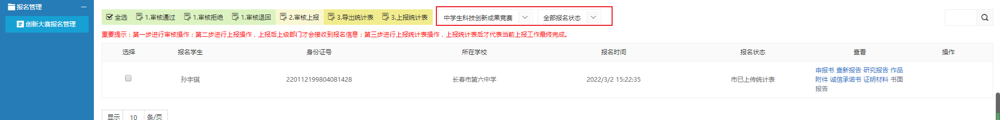 报名管理
创新大赛报名管理
全选 1.审核通过 1.审核拒绝 1.审核退回 2.审核上报 3.导出统计表 3.上报统计表 中学生科技创新成果竞赛 全部报名状态
重要提示：第一步进行审核操作；第二步进行上报操作，上报后上级部门才会接收到报名信息；第三步进行上报统计表操作，上报统计表后才代表当前上报工作最终完成。
选择 报名学生 身份证号 所在学校 报名时间 报名状态 查看 操作
孙宇琪 220112199804081428 长春市第六中学 2022/3/2 15:22:35 市已上传统计表
申报书 查新报告 研究报告 作品
附件 诚信承诺书 证明材料 书面
报告
显示 10 条/页